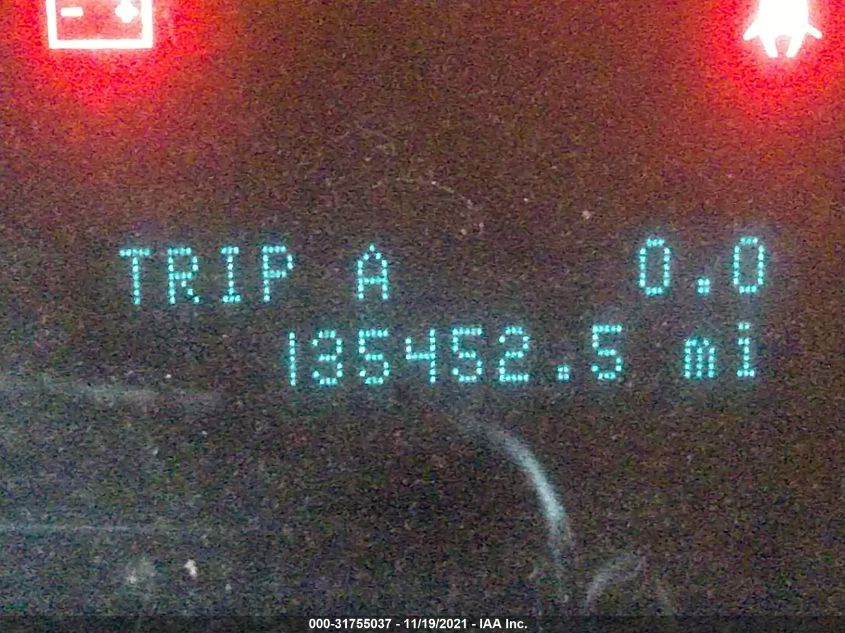 TRIP A 0.0
135452.5 mi
000-31755037 - 11/19/2021 - IAA Inc.